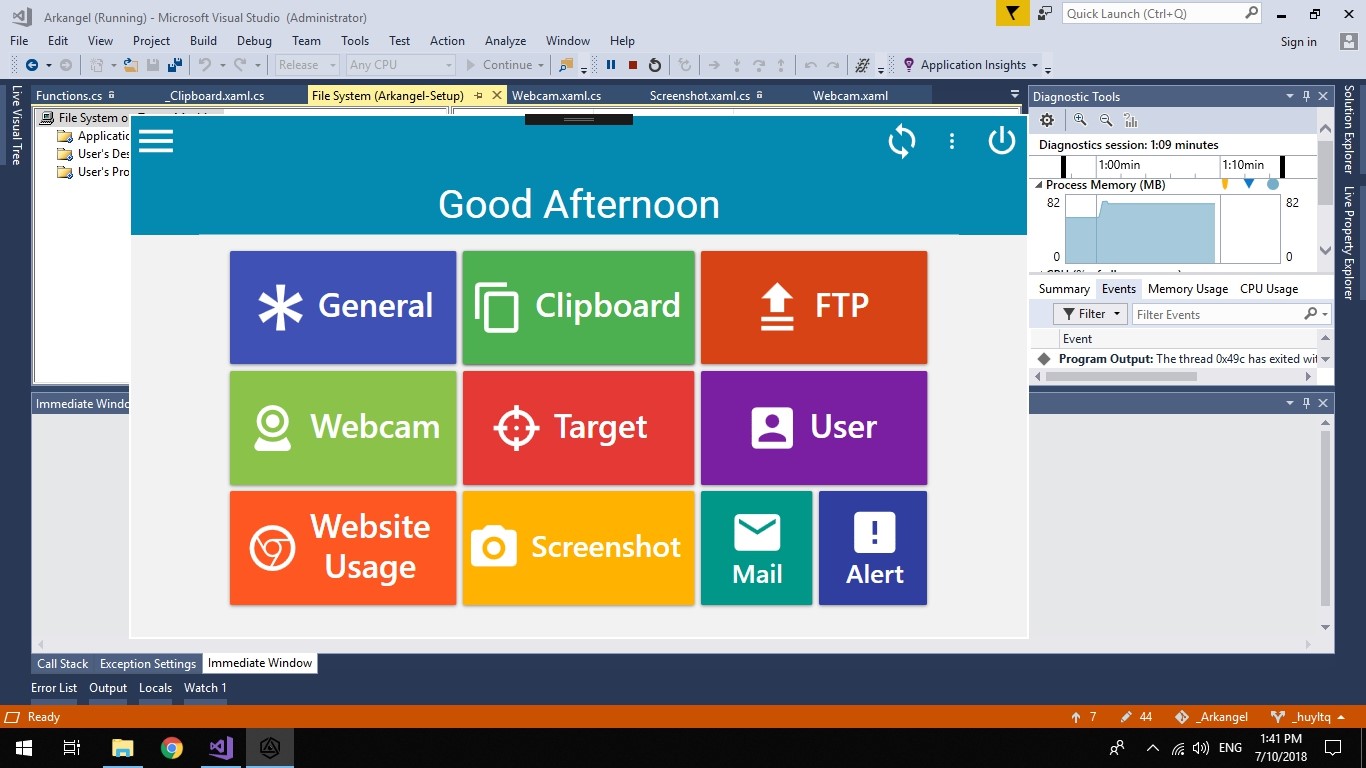 Arkangel (Running) - Microsoft Visual Studio (Administrator)
Quick Launch (Ctrl+Q)
File Edit View Project Build Debug Team Tools Test Action Analyze Window Help
Sign in
Release Any CPU Continue Application Insights
Live Visual Tree
Functions.cs _Clipboard.xaml.cs File System (Arkangel-Setup) Webcam.xaml.cs Screenshot.xaml.cs Webcam.xaml
File System o
Applicatic
User's Des
User's Pro
Good Afternoon
General Clipboard FTP
Webcam Target User
Website Usage
Screenshot
Mail Alert
Diagnostic Tools
Diagnostics session: 1:09 minutes
1:00min 1:10min
Process Memory (MB)
82 82
0 0
Summary Events Memory Usage CPU Usage
Filter Filter Events
Event
Program Output: The thread 0x49c has exited wit
Solution Explorer
Live Property Explorer
Immediate Windo
Call Stack Exception Settings Immediate Window
Error List Output Locals Watch 1
Ready 7 44 _Arkangel _huyltq
ENG
1:41 PM
7/10/2018